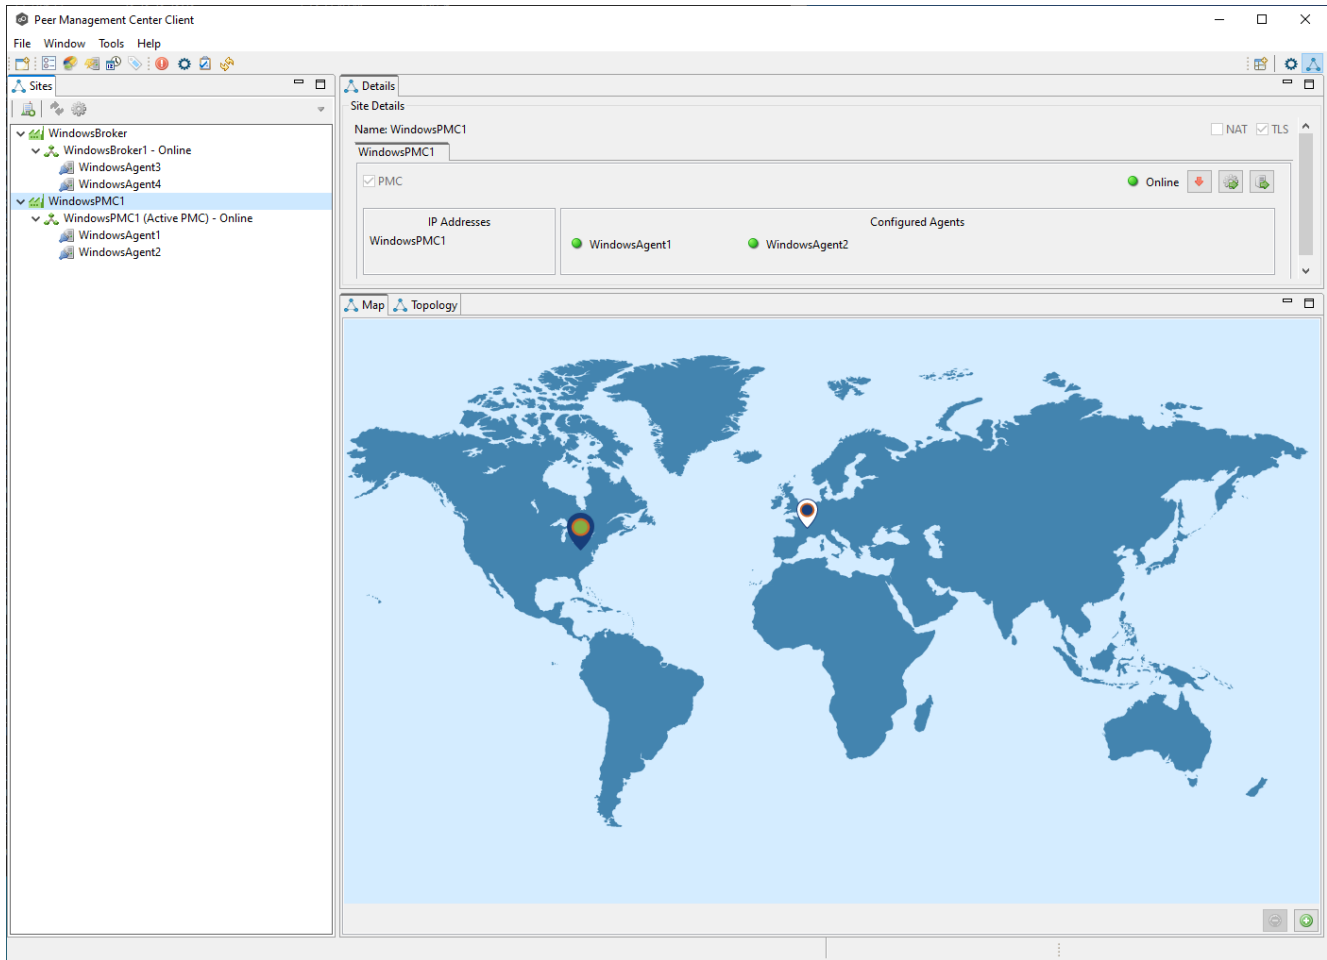 Peer Management Center Client
File Window Tools Help
Sites
WindowsBroker
WindowsBroker1 - Online
WindowsAgent3
WindowsAgent4
WindowsPMC1
WindowsPMC1 (Active PMC) - Online
WindowsAgent1
WindowsAgent2
Details
Site Details
Name: WindowsPMC1
NAT TLS
WindowsPMC1
PMC
Online
IP Addresses
WindowsPMC1
Configured Agents
WindowsAgent1 WindowsAgent2
Map Topology